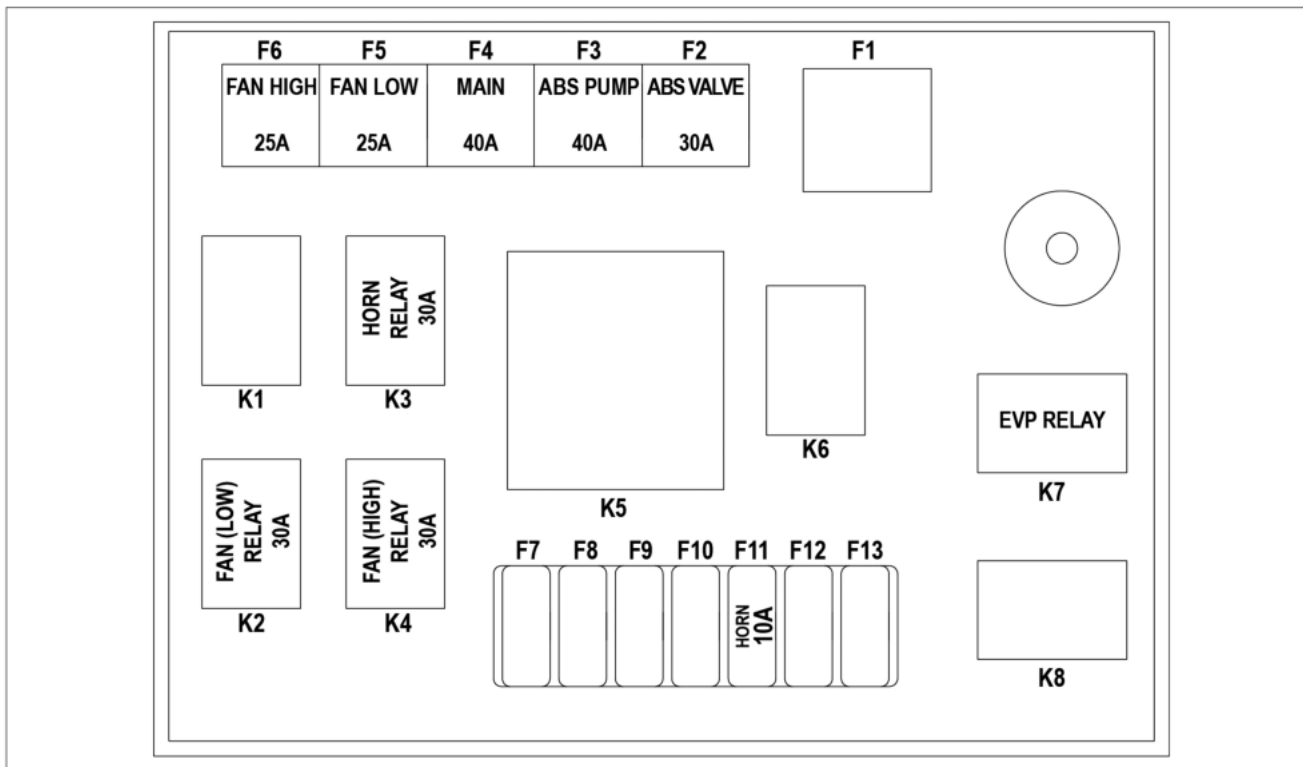 F6 F5 F4 F3 F2 F1
FAN HIGH FAN LOW MAIN ABS PUMP ABS VALVE
25A 25A 40A 40A 30A
HORN
RELAY
30A
K1 K3
EVP RELAY
K6
FAN (LOW)
RELAY
30A
FAN (HIGH)
RELAY
30A
K7
K5
F7 F8 F9 F10 F11 F12 F13
HORN
10A
K2 K4
K8